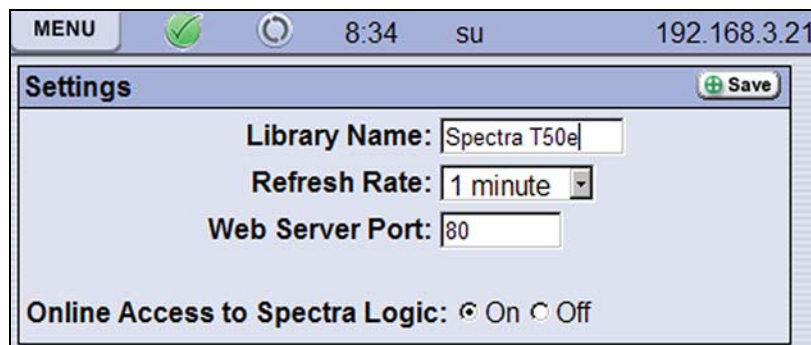 MENU 8:34 su 192.168.3.21
Settings Save
Library Name: Spectra T50e
Refresh Rate: 1 minute
Web Server Port: 80
Online Access to Spectra Logic: On Off